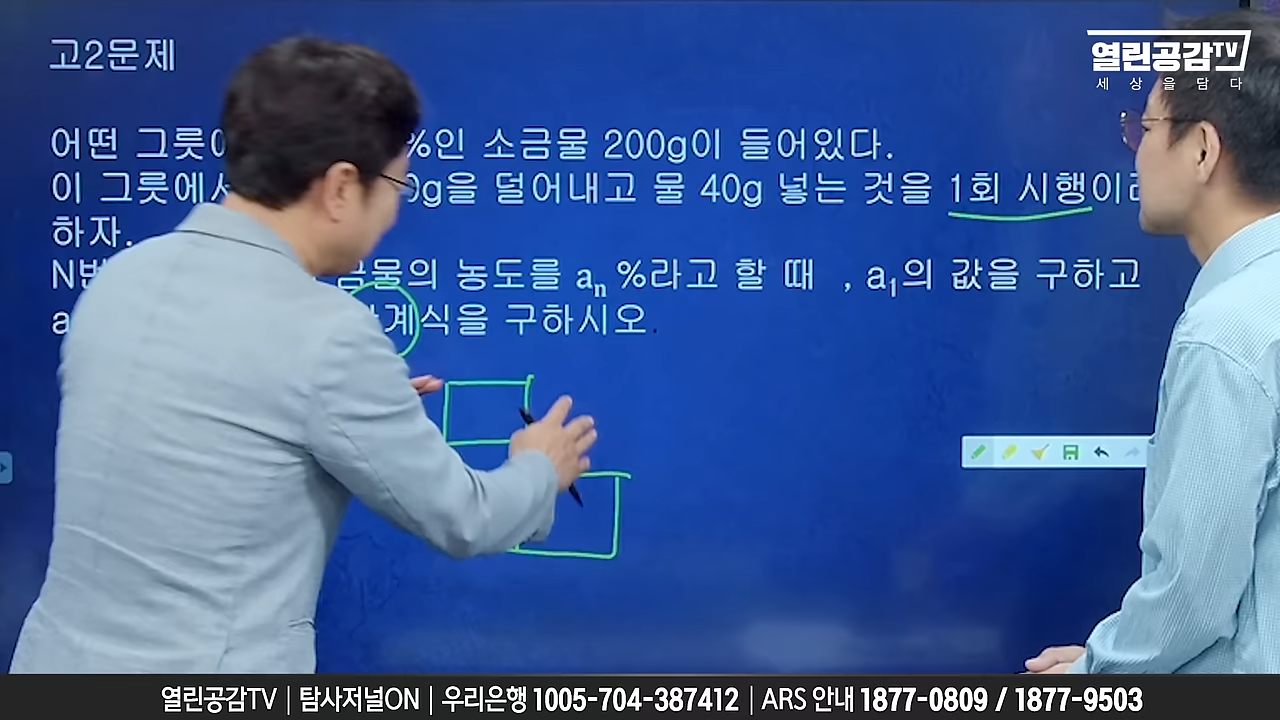 고2문제
열린공감TV
세상을담다
어떤 %인 소금물 200g이 들어있다.
이 그릇에서 0g을 덜어내고 물 40g 넣는 것을 1회 시행이라
하자.
금물의 농도를 an %라고 할 때 , a1의 값을 구하고
계식을 구하시오.
열린공감TV | 탐사저널ON | 우리은행 1005-704-387412 | ARS 안내 1877-0809 / 1877-9503